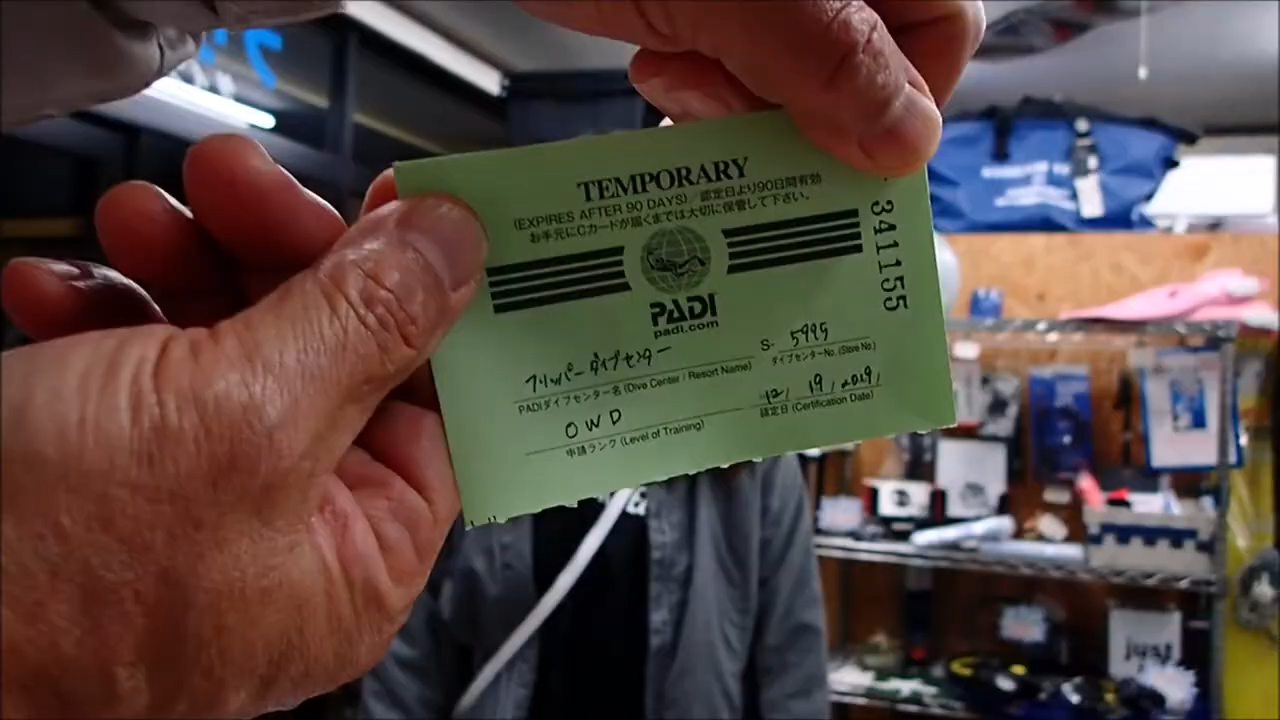 TEMPORARY
(EXPIRES AFTER 90 DAYS)／認定日より90日間有効
お手元にCカードが届くまでは大切に保管して下さい。
341155
PADI
padi.com
フリッパーダイブセンター
S- 5995
PADIダイブセンター名 (Dive Center / Resort Name)
ダイブセンターNo. (Store No.)
OWD
12, 19, 2019,
申請ランク (Level of Training)
認定日 (Certification Date)
just